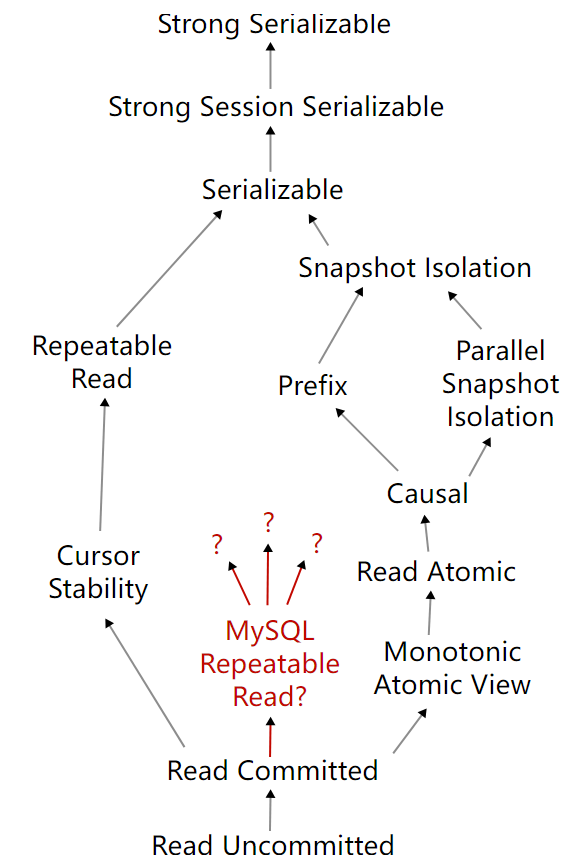 Strong Serializable
Strong Session Serializable
Serializable
Snapshot Isolation
Repeatable
Read
Prefix
Parallel
Snapshot
Isolation
Causal
?
?
?
Cursor
Stability
Read Atomic
MySQL
Repeatable
Read?
Monotonic
Atomic View
Read Committed
Read Uncommitted